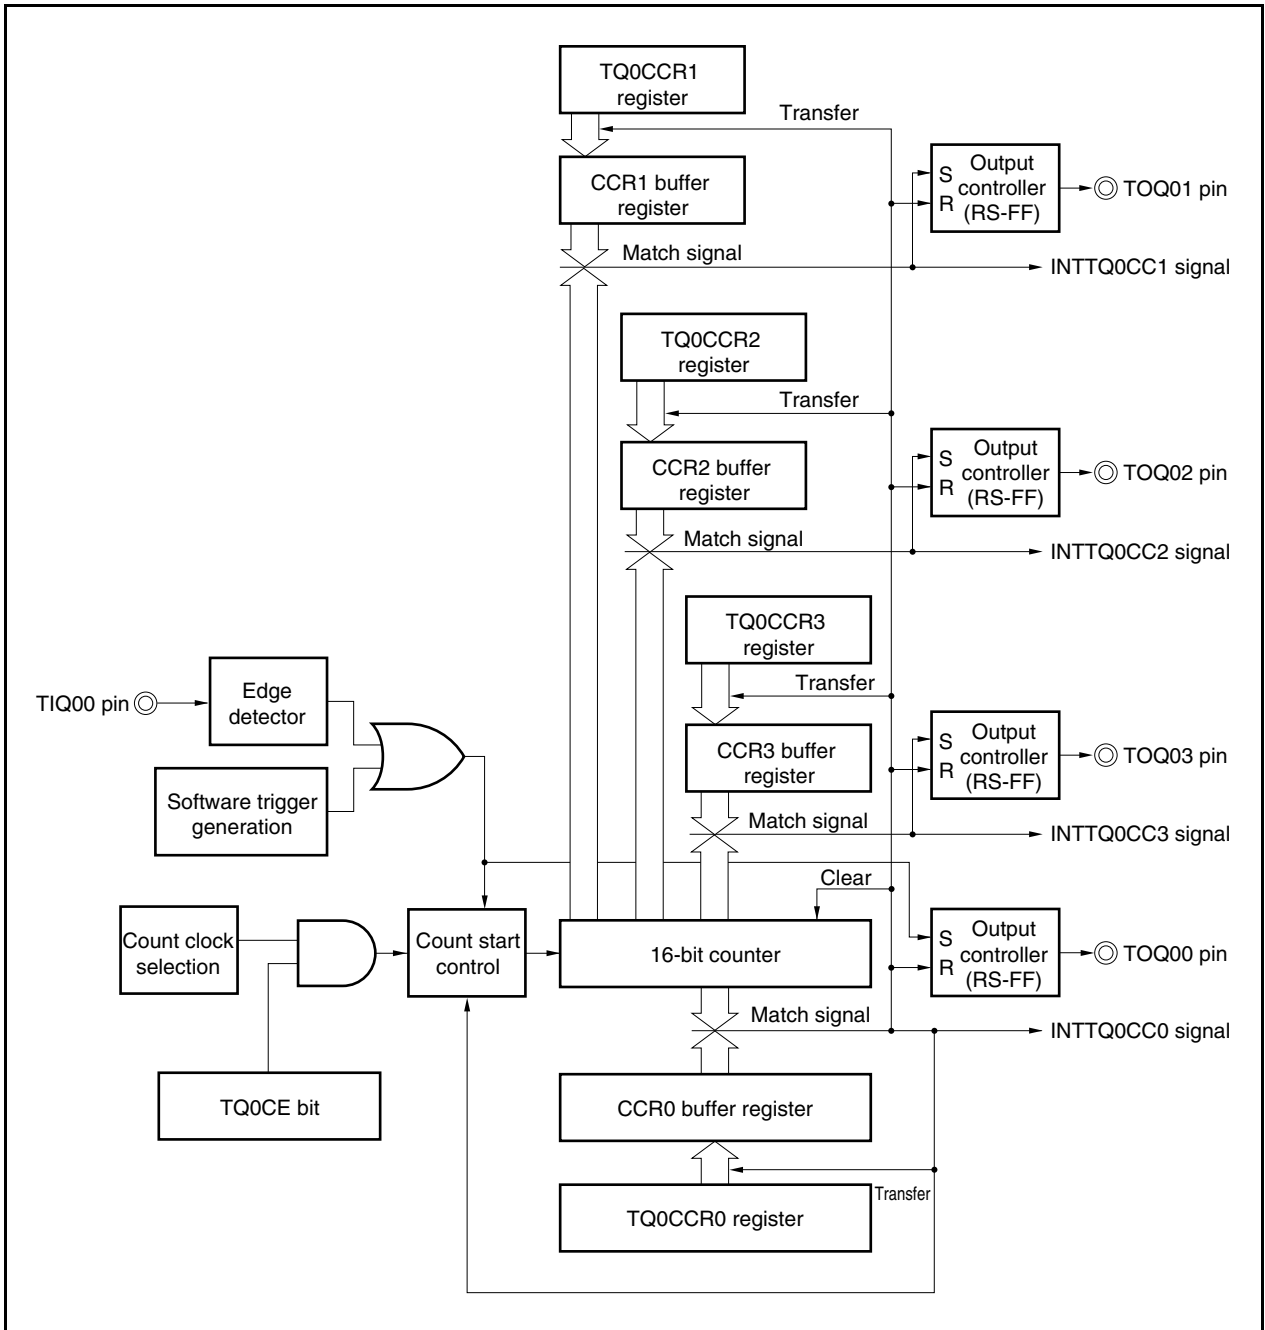 TQ0CCR1
register
Transfer
CCR1 buffer
register
S
R
Output
controller
(RS-FF)
TOQ01 pin
Match signal
INTTQ0CC1 signal
TQ0CCR2
register
Transfer
CCR2 buffer
register
S
R
Output
controller
(RS-FF)
TOQ02 pin
Match signal
INTTQ0CC2 signal
TQ0CCR3
register
Transfer
TIQ00 pin
Edge
detector
CCR3 buffer
register
S
R
Output
controller
(RS-FF)
TOQ03 pin
Software trigger
generation
Match signal
INTTQ0CC3 signal
Clear
Count clock
selection
Count start
control
16-bit counter
S
R
Output
controller
(RS-FF)
TOQ00 pin
Match signal
INTTQ0CC0 signal
TQ0CE bit
CCR0 buffer register
Transfer
TQ0CCR0 register